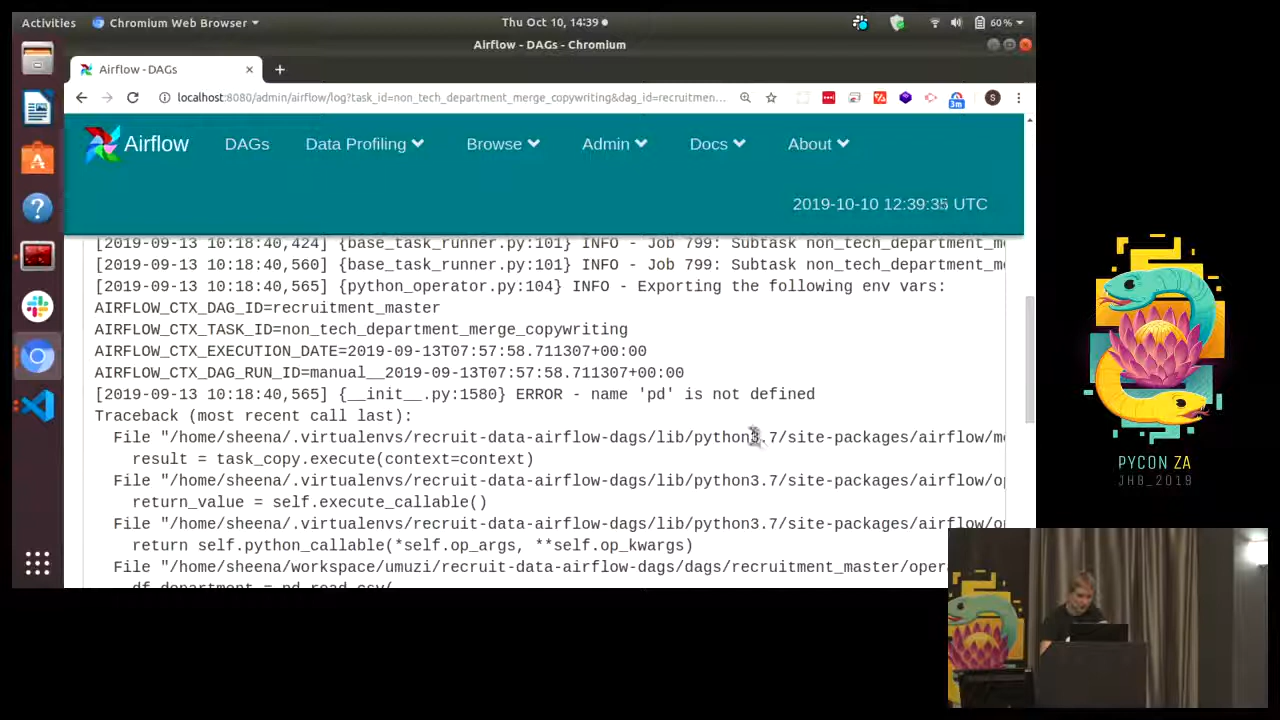 Activities
Chromium Web Browser
Thu Oct 10, 14:39
60%
Airflow - DAGs - Chromium
Airflow - DAGs
localhost:8080/admin/airflow/log?task_id=non_tech_department_merge_copywriting&dag_id=recruitmen...
3m
S
Airflow
DAGs
Data Profiling
Browse
Admin
Docs
About
2019-10-10 12:39:35 UTC
[2019-09-13 10:18:40,424] {base_task_runner.py:101} INFO - Job 799: Subtask non_tech_department_m
[2019-09-13 10:18:40,560] {base_task_runner.py:101} INFO - Job 799: Subtask non_tech_department_m
[2019-09-13 10:18:40,565] {python_operator.py:104} INFO - Exporting the following env vars:
AIRFLOW_CTX_DAG_ID=recruitment_master
AIRFLOW_CTX_TASK_ID=non_tech_department_merge_copywriting
AIRFLOW_CTX_EXECUTION_DATE=2019-09-13T07:57:58.711307+00:00
AIRFLOW_CTX_DAG_RUN_ID=manual__2019-09-13T07:57:58.711307+00:00
[2019-09-13 10:18:40,565] {__init__.py:1580} ERROR - name 'pd' is not defined
Traceback (most recent call last):
File "/home/sheena/.virtualenvs/recruit-data-airflow-dags/lib/python3.7/site-packages/airflow/m
result = task_copy.execute(context=context)
File "/home/sheena/.virtualenvs/recruit-data-airflow-dags/lib/python3.7/site-packages/airflow/o
return_value = self.execute_callable()
File "/home/sheena/.virtualenvs/recruit-data-airflow-dags/lib/python3.7/site-packages/airflow/o
return self.python_callable(*self.op_args, **self.op_kwargs)
File "/home/sheena/workspace/umuzi/recruit-data-airflow-dags/dags/recruitment_master/oper
df_department = pd.read_csv(
PYCON ZA
JHB_2019